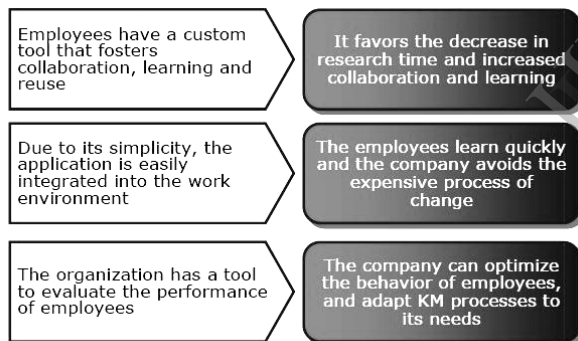 Employees have a custom
tool that fosters
collaboration, learning and
reuse
It favors the decrease in
research time and increased
collaboration and learning
Due to its simplicity, the
application is easily
integrated into the work
environment
The employees learn quickly
and the company avoids the
expensive process of
change
The organization has a tool
to evaluate the performance
of employees
The company can optimize
the behavior of employees,
and adapt KM processes to
its needs